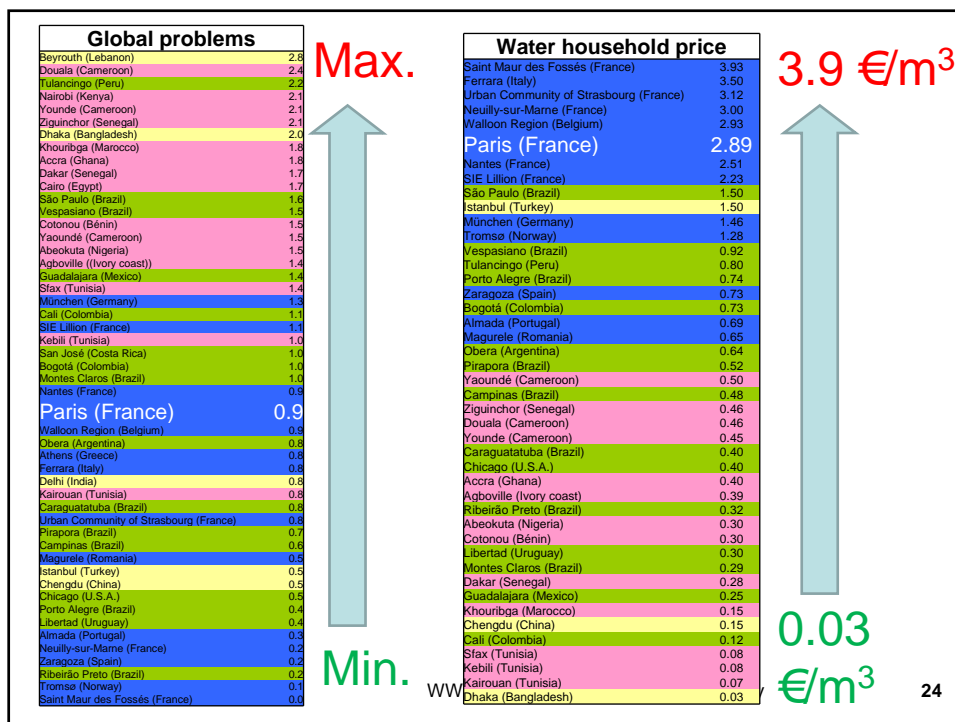 Global problems
Beyrouth (Lebanon) 2.8
Douala (Cameroon) 2.4
Tulancingo (Peru) 2.2
Nairobi (Kenya) 2.1
Younde (Cameroon) 2.1
Ziguinchor (Senegal) 2.1
Dhaka (Bangladesh) 2.0
Khouribga (Marocco) 1.8
Accra (Ghana) 1.8
Dakar (Senegal) 1.7
Cairo (Egypt) 1.7
São Paulo (Brazil) 1.6
Vespasiano (Brazil) 1.5
Cotonou (Bénin) 1.5
Yaoundé (Cameroon) 1.5
Abeokuta (Nigeria) 1.5
Agboville ((Ivory coast)) 1.4
Guadalajara (Mexico) 1.4
Sfax (Tunisia) 1.4
München (Germany) 1.3
Cali (Colombia) 1.1
SIE Lillion (France) 1.1
Kebili (Tunisia) 1.0
San José (Costa Rica) 1.0
Bogotá (Colombia) 1.0
Montes Claros (Brazil) 1.0
Nantes (France) 0.9
Paris (France) 0.9
Walloon Region (Belgium) 0.9
Obera (Argentina) 0.8
Athens (Greece) 0.8
Ferrara (Italy) 0.8
Delhi (India) 0.8
Kairouan (Tunisia) 0.8
Caraguatatuba (Brazil) 0.8
Urban Community of Strasbourg (France) 0.8
Pirapora (Brazil) 0.7
Campinas (Brazil) 0.6
Magurele (Romania) 0.5
Istanbul (Turkey) 0.5
Chengdu (China) 0.5
Chicago (U.S.A.) 0.5
Porto Alegre (Brazil) 0.4
Libertad (Uruguay) 0.4
Almada (Portugal) 0.3
Neuilly-sur-Marne (France) 0.2
Zaragoza (Spain) 0.2
Ribeirão Preto (Brazil) 0.2
Tromsø (Norway) 0.1
Saint Maur des Fossés (France) 0.0
Max.
Min.
Water household price
Saint Maur des Fossés (France) 3.93
Ferrara (Italy) 3.50
Urban Community of Strasbourg (France) 3.12
Neuilly-sur-Marne (France) 3.00
Walloon Region (Belgium) 2.93
Paris (France) 2.89
Nantes (France) 2.51
SIE Lillion (France) 2.23
São Paulo (Brazil) 1.50
Istanbul (Turkey) 1.50
München (Germany) 1.46
Tromsø (Norway) 1.28
Vespasiano (Brazil) 0.92
Tulancingo (Peru) 0.80
Porto Alegre (Brazil) 0.74
Zaragoza (Spain) 0.73
Bogotá (Colombia) 0.73
Almada (Portugal) 0.69
Magurele (Romania) 0.65
Obera (Argentina) 0.64
Pirapora (Brazil) 0.52
Yaoundé (Cameroon) 0.50
Campinas (Brazil) 0.48
Ziguinchor (Senegal) 0.46
Douala (Cameroon) 0.46
Younde (Cameroon) 0.45
Caraguatatuba (Brazil) 0.40
Chicago (U.S.A.) 0.40
Accra (Ghana) 0.40
Agboville (Ivory coast) 0.39
Ribeirão Preto (Brazil) 0.32
Abeokuta (Nigeria) 0.30
Cotonou (Bénin) 0.30
Libertad (Uruguay) 0.30
Montes Claros (Brazil) 0.29
Dakar (Senegal) 0.28
Guadalajara (Mexico) 0.25
Khouribga (Marocco) 0.15
Chengdu (China) 0.15
Cali (Colombia) 0.12
Sfax (Tunisia) 0.08
Kebili (Tunisia) 0.08
Kairouan (Tunisia) 0.07
Dhaka (Bangladesh) 0.03
3.9 €/m³
0.03
€/m³
24